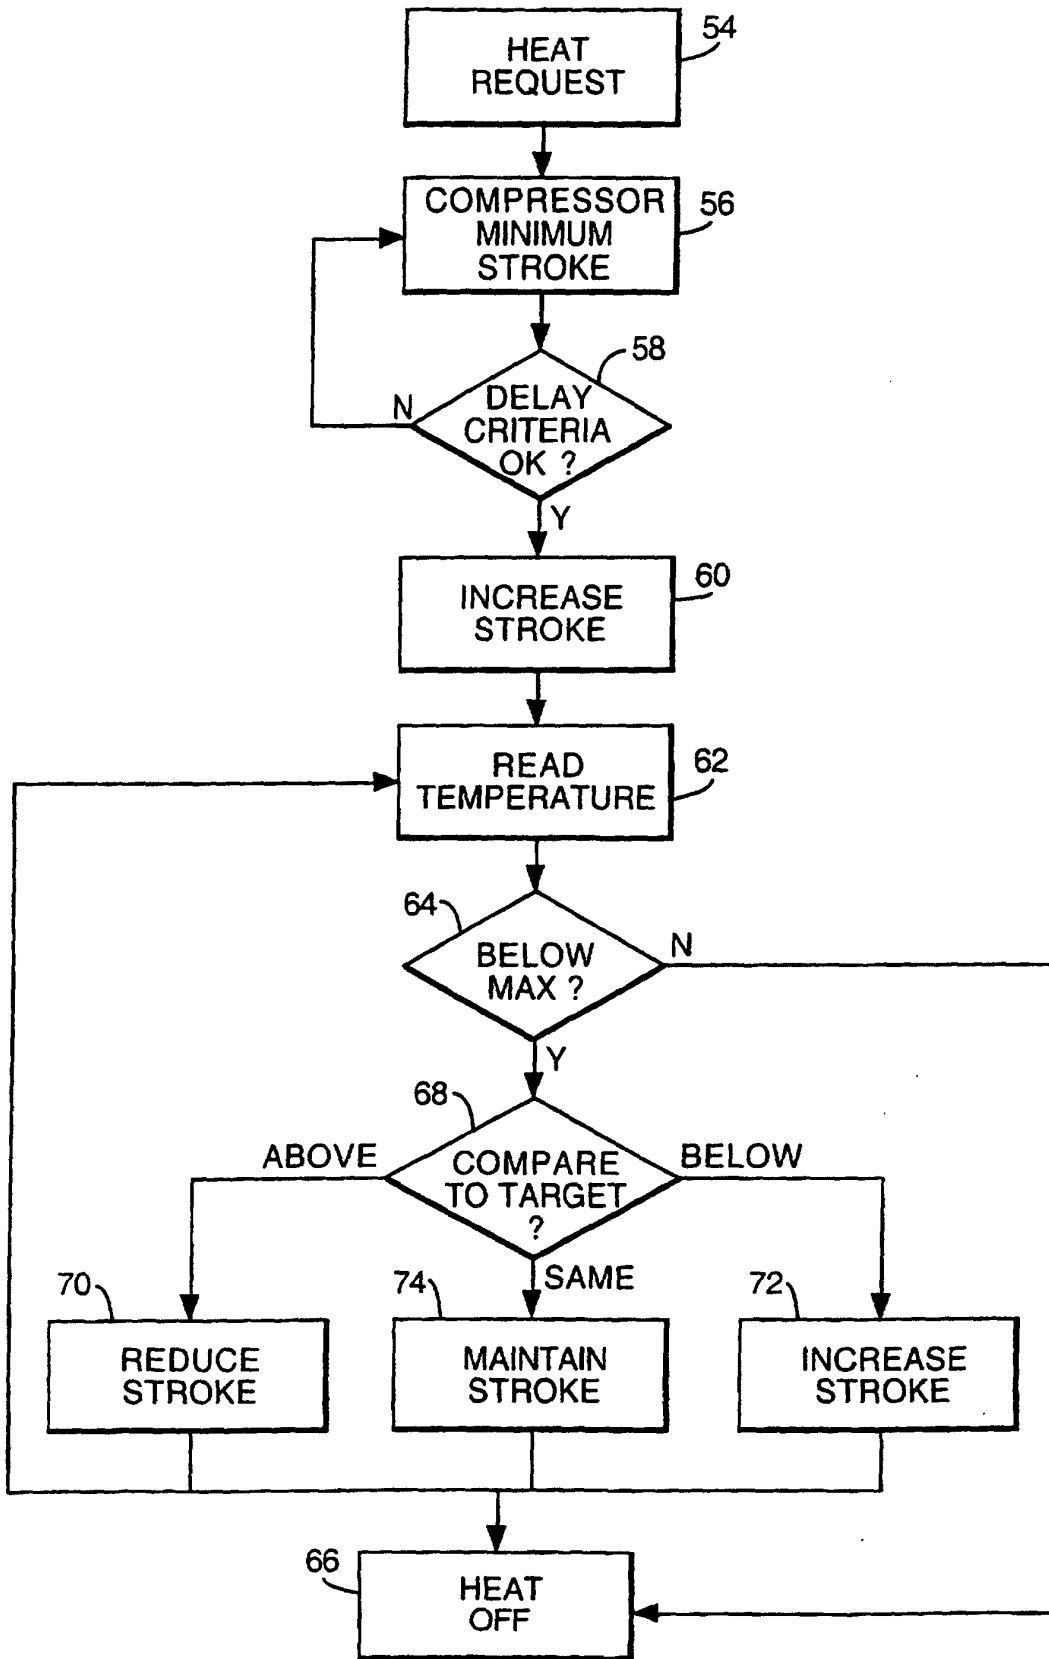 54
HEAT
REQUEST
COMPRESSOR
MINIMUM
STROKE
56
58
N
DELAY
CRITERIA
OK ?
Y
60
INCREASE
STROKE
62
READ
TEMPERATURE
64
N
BELOW
MAX ?
Y
68
ABOVE
COMPARE
TO TARGET
?
BELOW
SAME
70
74
72
REDUCE
STROKE
MAINTAIN
STROKE
INCREASE
STROKE
66
HEAT
OFF